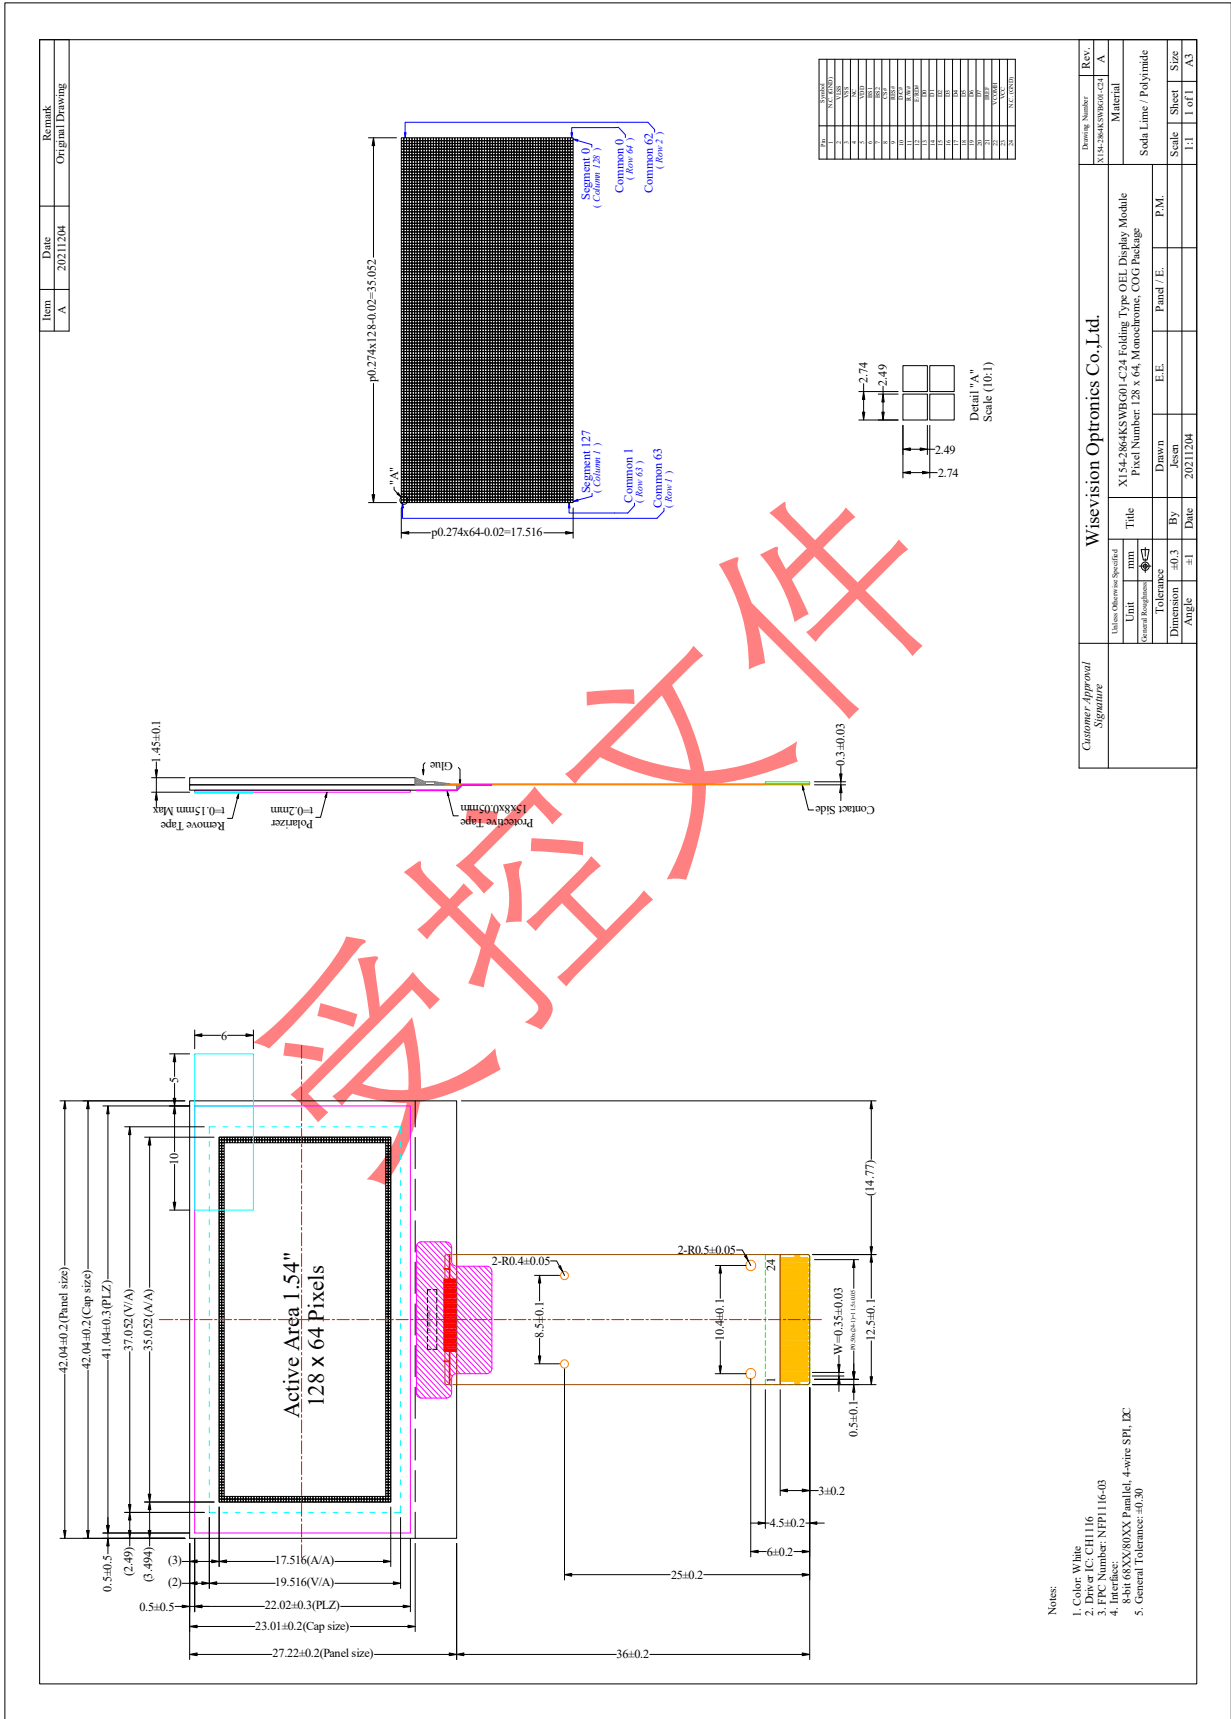 Item
Date
Remark
A
20211204
Original Drawing
42.04±0.2(Panel size)
42.04±0.2(Cap size)
41.04±0.3(PLZ)
37.052(V/A)
35.052(A/A)
0.5±0.5
(2.49)
(3.494)
10
5
6
Active Area 1.54"
128 x 64 Pixels
(3)
17.516(A/A)
(2)
19.516(V/A)
0.5±0.5
22.02±0.3(PLZ)
23.01±0.2(Cap size)
27.22±0.2(Panel size)
36±0.2
25±0.2
6±0.2
4.5±0.2
3±0.2
2-R0.4±0.05
8.5±0.1
2-R0.5±0.05
10.4±0.1
1
24
W=0.35±0.03
0.5±0.1
12.5±0.1
(14.77)
1.45±0.1
Remove Tape
t=0.15mm Max
Polarizer
t=0.2mm
Protective Tape
15x8x0.05mm
Glue
Contact Side
0.3±0.03
p0.274x128-0.02=35.052
p0.274x64-0.02=17.516
"A"
Segment 127
( Column 1 )
Common 1
( Row 63 )
Common 63
( Row 1 )
Segment 0
( Column 128 )
Common 0
( Row 64 )
Common 62
( Row 2 )
2.74
2.49
2.49
2.74
Detail "A"
Scale (10:1)
受控文件
Notes:
1. Color: White
2. Driver IC: CH1116
3. FPC Number: NFP1116-03
4. Interface:
8-bit 68XX/80XX Parallel, 4-wire SPI, I2C
5. General Tolerance: ±0.30
Customer Approval
Signature
Wisevision Optronics Co.,Ltd.
Drawing Number
X154-2864KSWBG01-C24
Rev.
A
Unless Otherwise Specified
Unit
mm
General Roughness
Tolerance
Dimension
±0.3
Angle
±1
Title
X154-2864KSWBG01-C24 Folding Type OEL Display Module
Pixel Number: 128 x 64, Monochrome, COG Package
Material
Soda Lime / Polyimide
By
Drawn
E.E.
Panel / E.
P.M.
Jesen
Date
20211204
Scale
Sheet
Size
1:1
1 of 1
A3